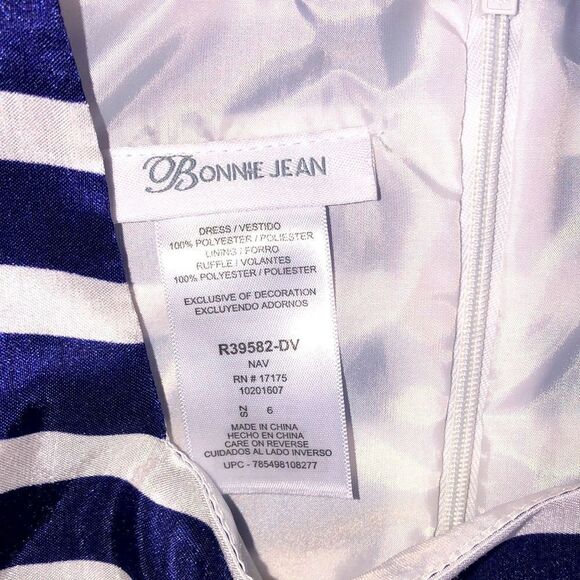 BONNIE JEAN
DRESS / VESTIDO
100% POLYESTER / POLIESTER
LINING / FORRO
RUFFLE / VOLANTES
100% POLYESTER / POLIESTER
EXCLUSIVE OF DECORATION
EXCLUYENDO ADORNOS
R39582-DV
NAV
RN # 17175
10201607
SZ 6
MADE IN CHINA
HECHO EN CHINA
CARE ON REVERSE
CUIDADOS AL LADO INVERSO
UPC - 785498108277